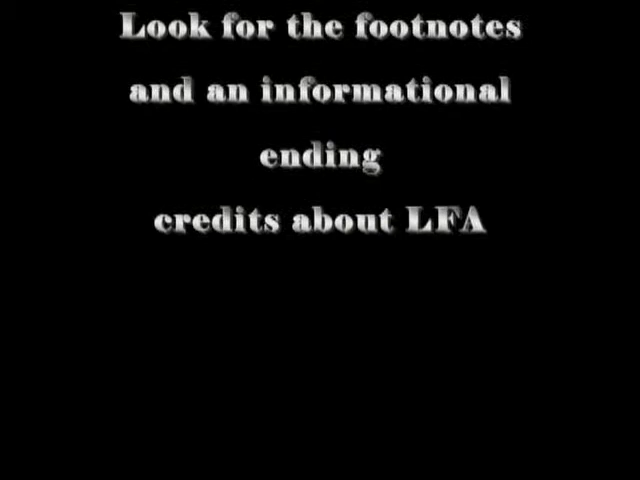 Look for the footnotes
and an informational
ending
credits about LFA